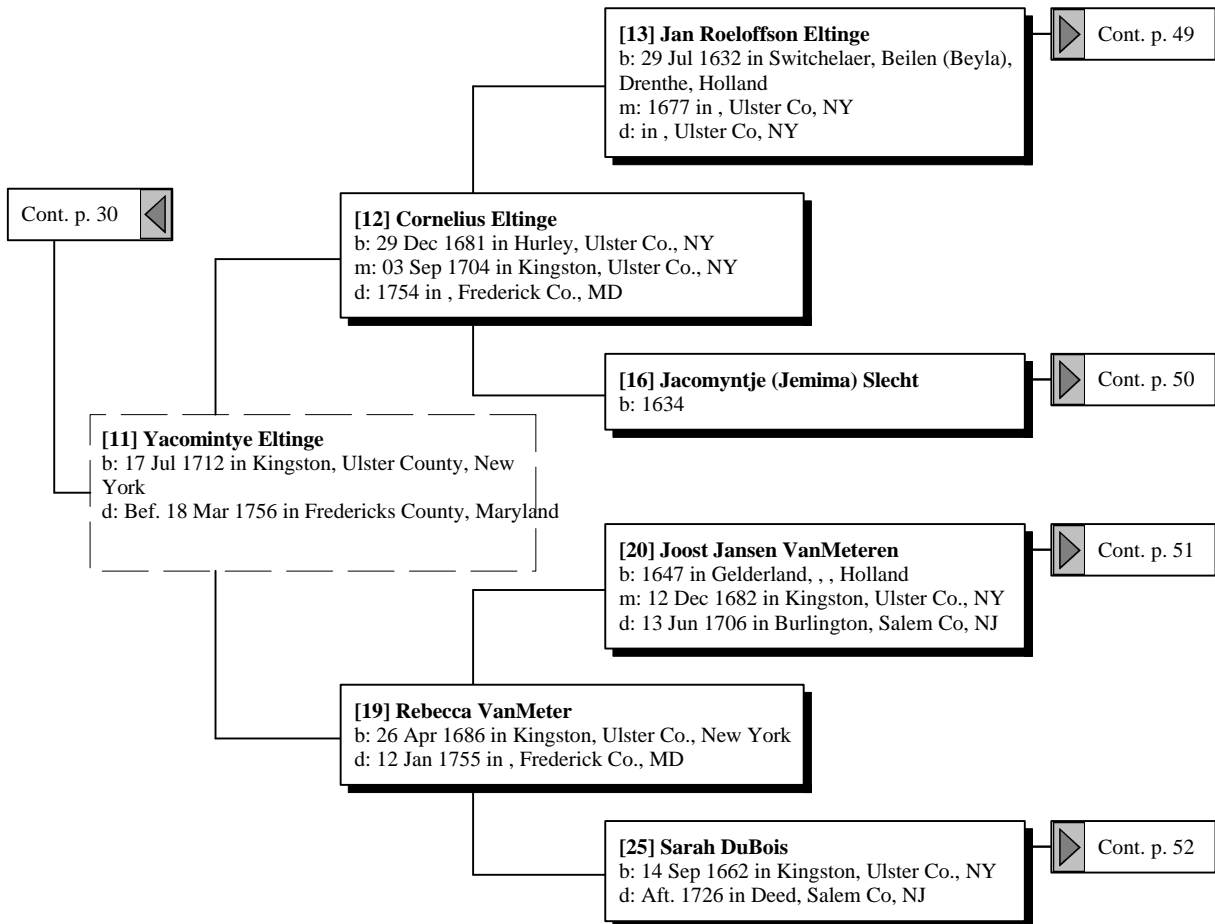 [13] Jan Roeloffson Eltinge
b: 29 Jul 1632 in Switchelaer, Beilen (Beyla),
Drenthe, Holland
m: 1677 in , Ulster Co, NY
d: in , Ulster Co, NY
Cont. p. 49
Cont. p. 30
[12] Cornelius Eltinge
b: 29 Dec 1681 in Hurley, Ulster Co., NY
m: 03 Sep 1704 in Kingston, Ulster Co., NY
d: 1754 in , Frederick Co., MD
[16] Jacomyntje (Jemima) Slecht
b: 1634
Cont. p. 50
[11] Yacomintye Eltinge
b: 17 Jul 1712 in Kingston, Ulster County, New
York
d: Bef. 18 Mar 1756 in Fredericks County, Maryland
[20] Joost Jansen VanMeteren
b: 1647 in Gelderland, , , Holland
m: 12 Dec 1682 in Kingston, Ulster Co., NY
d: 13 Jun 1706 in Burlington, Salem Co, NJ
Cont. p. 51
[19] Rebecca VanMeter
b: 26 Apr 1686 in Kingston, Ulster Co., New York
d: 12 Jan 1755 in , Frederick Co., MD
[25] Sarah DuBois
b: 14 Sep 1662 in Kingston, Ulster Co., NY
d: Aft. 1726 in Deed, Salem Co, NJ
Cont. p. 52